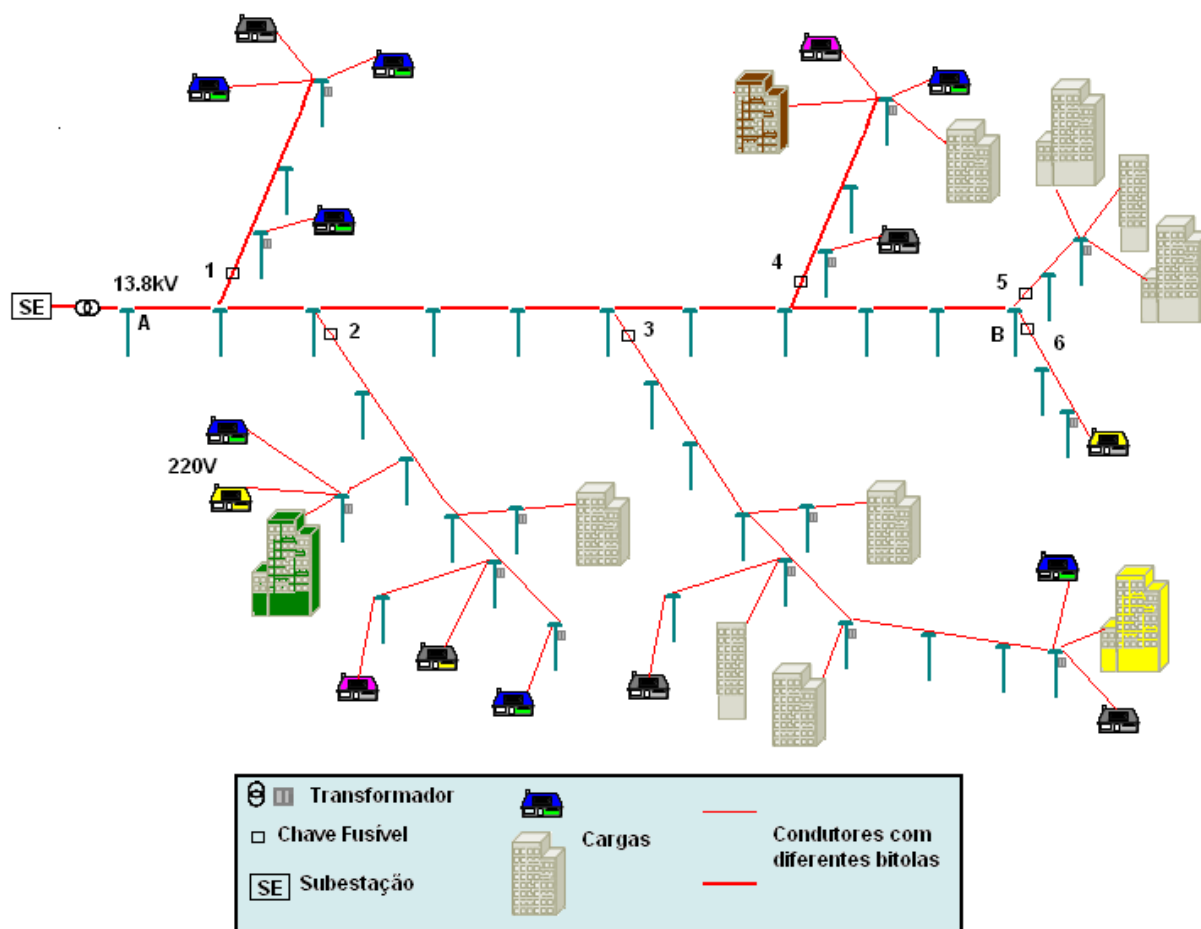 1
4
5
13.8kV
SE
A
2
3
B
6
220V
Transformador
Chave Fusível
Cargas
Condutores com
diferentes bitolas
SE Subestação